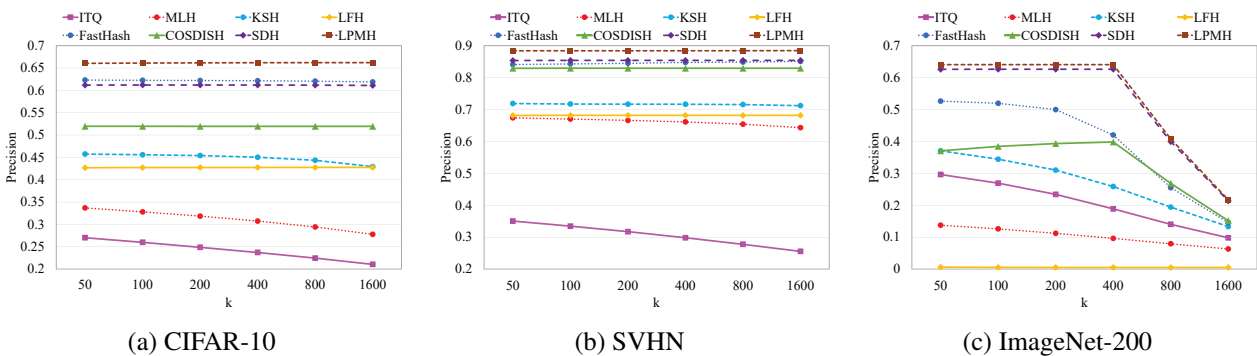 ITQ MLH KSH LFH
FastHash COSDISH SDH LPMH
0.7
0.65
0.6
0.55
0.5
0.45
0.4
0.35
0.3
0.25
0.2
Precision
50 100 200 400 800 1600
k
(a) CIFAR-10
ITQ MLH KSH LFH
FastHash COSDISH SDH LPMH
0.9
0.8
0.7
0.6
0.5
0.4
0.3
0.2
Precision
50 100 200 400 800 1600
k
(b) SVHN
ITQ MLH KSH LFH
FastHash COSDISH SDH LPMH
0.7
0.6
0.5
0.4
0.3
0.2
0.1
0
Precision
50 100 200 400 800 1600
k
(c) ImageNet-200